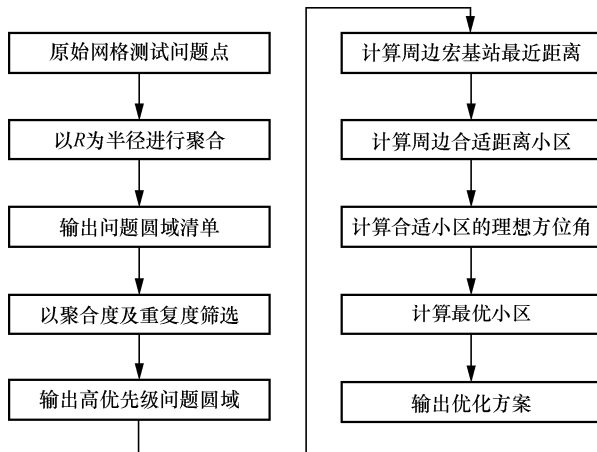 原始网格测试问题点
以R为半径进行聚合
输出问题圆域清单
以聚合度及重复度筛选
输出高优先级问题圆域
计算周边宏基站最近距离
计算周边合适距离小区
计算合适小区的理想方位角
计算最优小区
输出优化方案